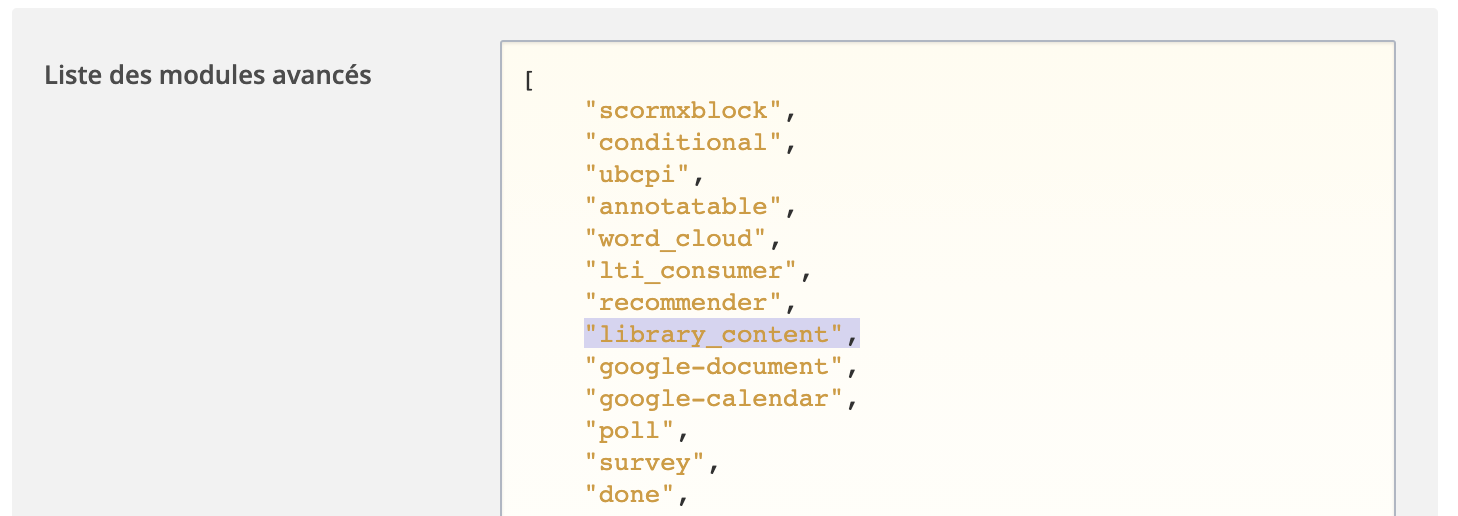 Liste des modules avancés
[
"scormxblock",
"conditional",
"ubcpi",
"annotatable",
"word_cloud",
"lti_consumer",
"recommender",
"library_content",
"google-document",
"google-calendar",
"poll",
"survey",
"done",